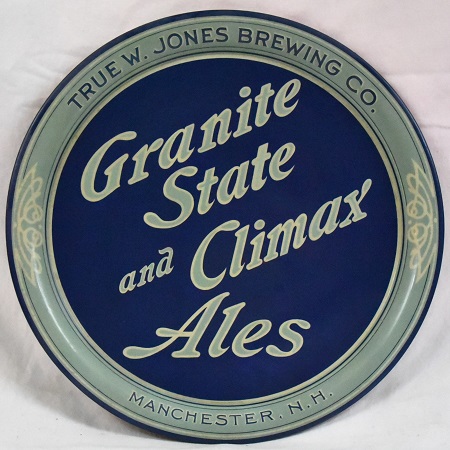 TRUE W. JONES BREWING CO.
Granite
State
and Climax
Ales
MANCHESTER, N.H.